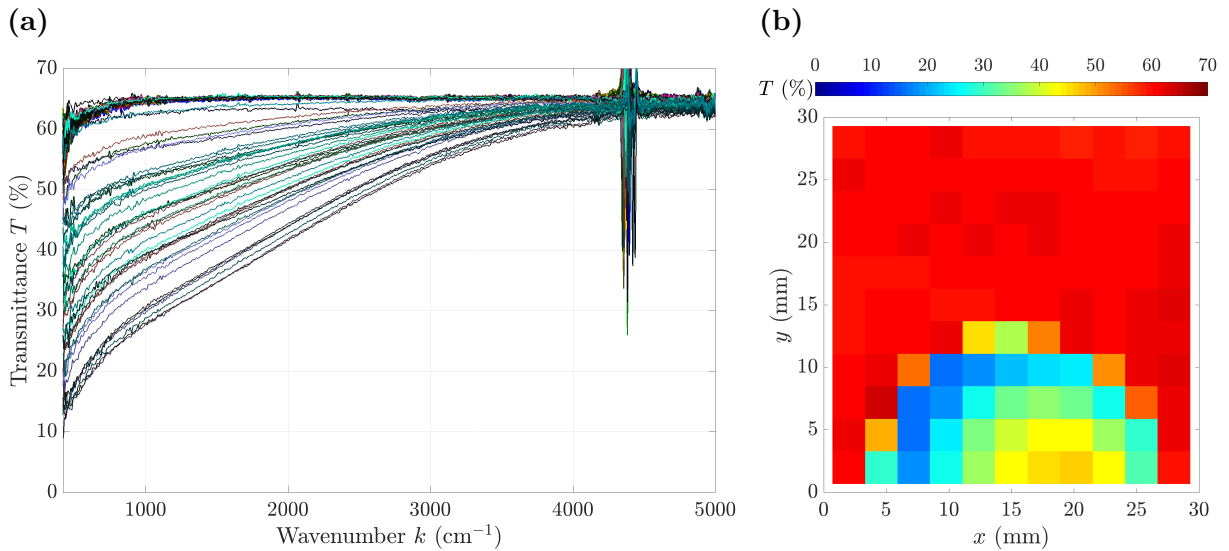 (a)
70
60
50
40
30
20
10
0
Transmittance T (%)
1000
2000
3000
4000
5000
Wavenumber k (cm⁻¹)
(b)
0 10 20 30 40 50 60 70
T (%)
30
25
20
15
10
5
0
y (mm)
0 5 10 15 20 25 30
x (mm)